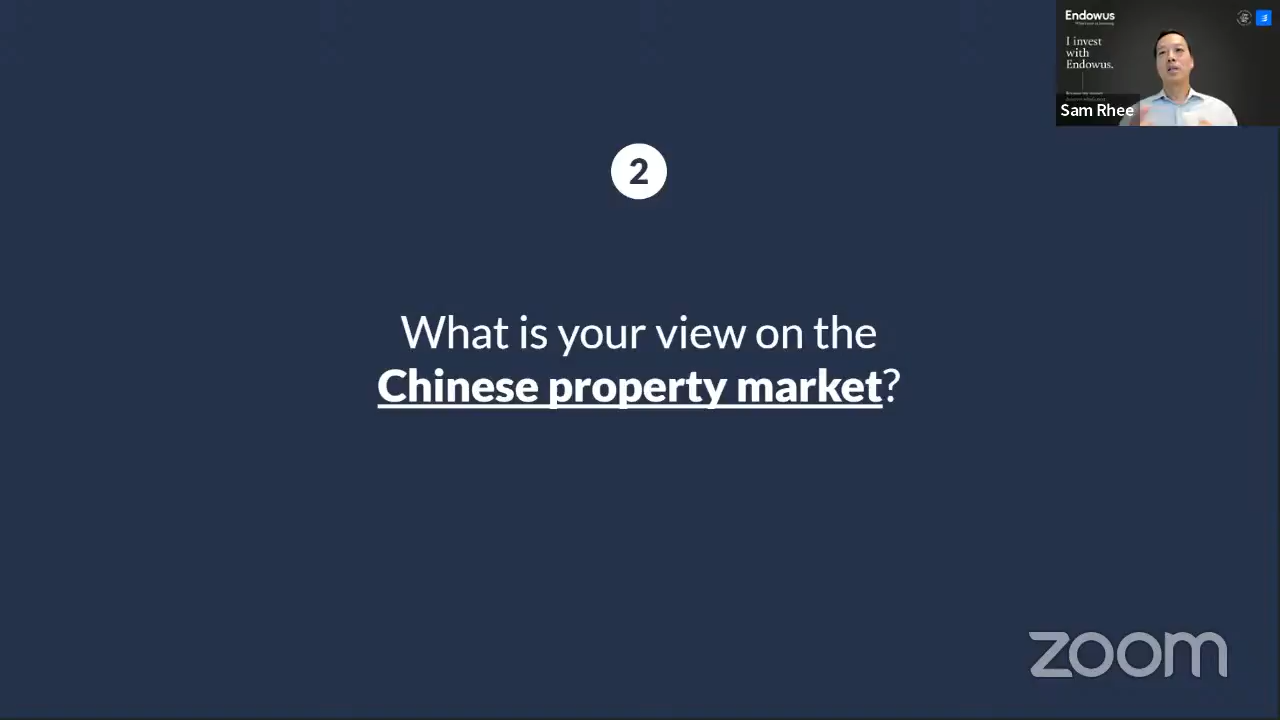 Endowus
I invest
with
Endowus.
Sam Rhee
2
What is your view on the
Chinese property market?
zoom